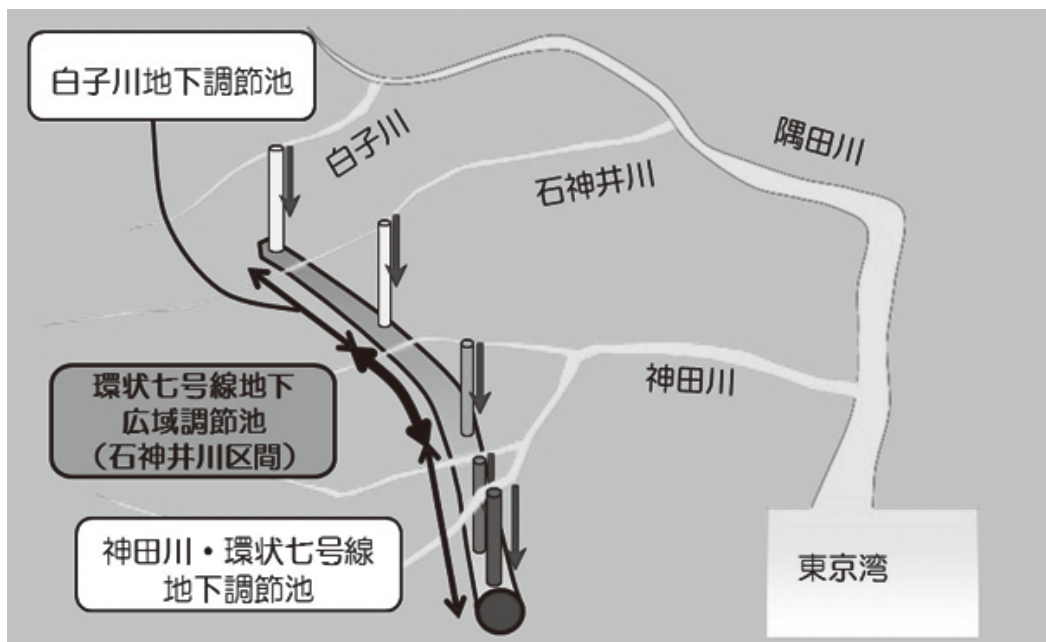 白子川地下調節池
白子川
石神井川
隅田川
環状七号線地下
広域調節池
（石神井川区間）
神田川
神田川・環状七号線
地下調節池
東京湾